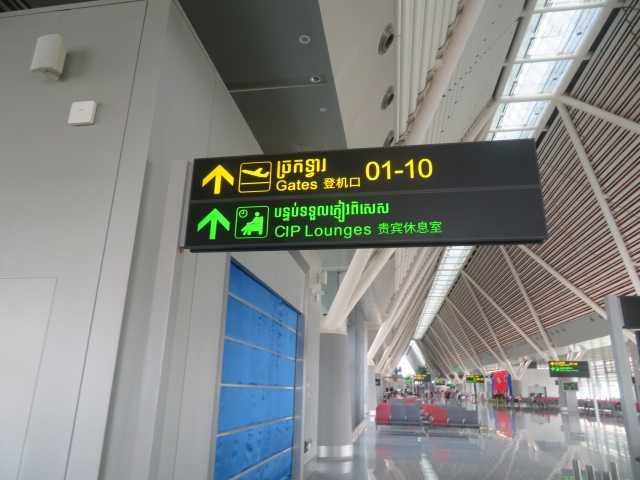 ច្រកទ្វារ
Gates 登机口 01-10
បន្ទប់ទទួលភ្ញៀវពិសេស
CIP Lounges 贵宾休息室